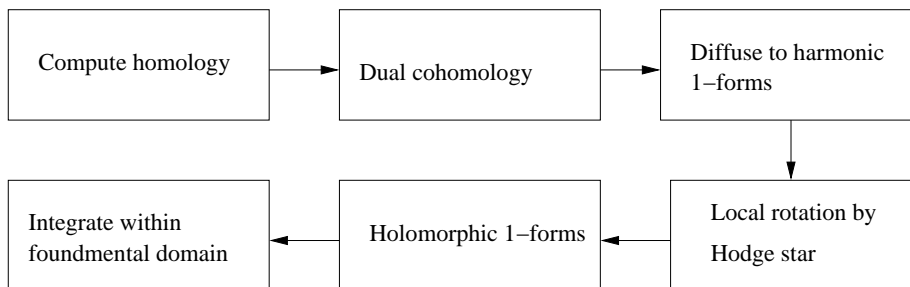 Compute homology
Dual cohomology
Diffuse to harmonic
1–forms
Local rotation by
Hodge star
Holomorphic 1–forms
Integrate within
foundmental domain